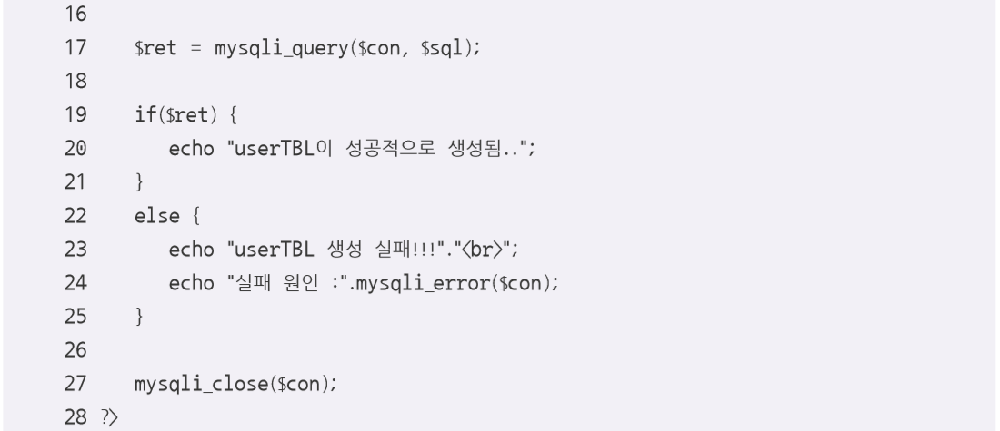 16
17 $ret = mysqli_query($con, $sql);
18
19 if($ret) {
20 echo "userTBL이 성공적으로 생성됨..";
21 }
22 else {
23 echo "userTBL 생성 실패!!!"."<br>";
24 echo "실패 원인 :".mysqli_error($con);
25 }
26
27 mysqli_close($con);
28 ?>